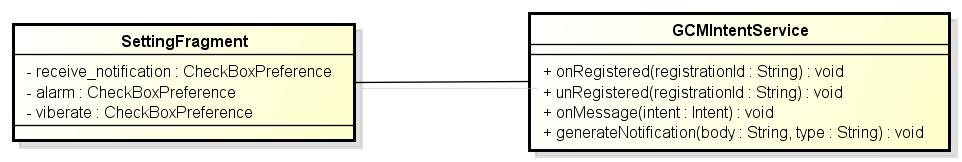 SettingFragment
- receive_notification : CheckBoxPreference
- alarm : CheckBoxPreference
- viberate : CheckBoxPreference
GCMIntentService
+ onRegistered(registrationId : String) : void
+ unRegistered(registrationId : String) : void
+ onMessage(intent : Intent) : void
+ generateNotification(body : String, type : String) : void